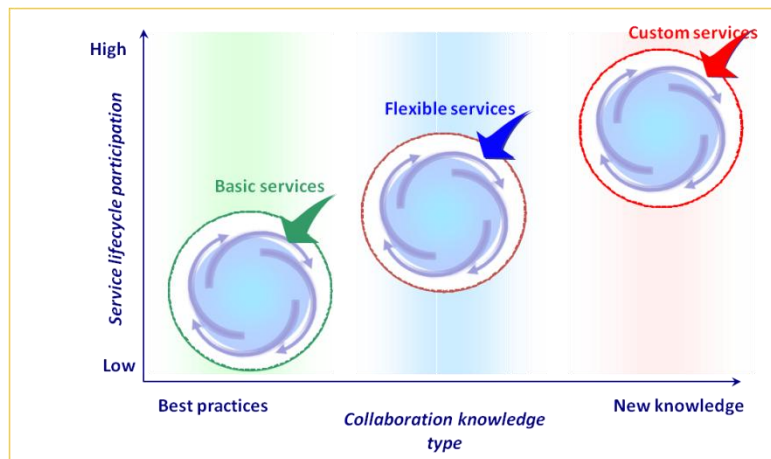 High
Custom services
Flexible services
Basic services
Service lifecycle participation
Low
Best practices
Collaboration knowledge
type
New knowledge